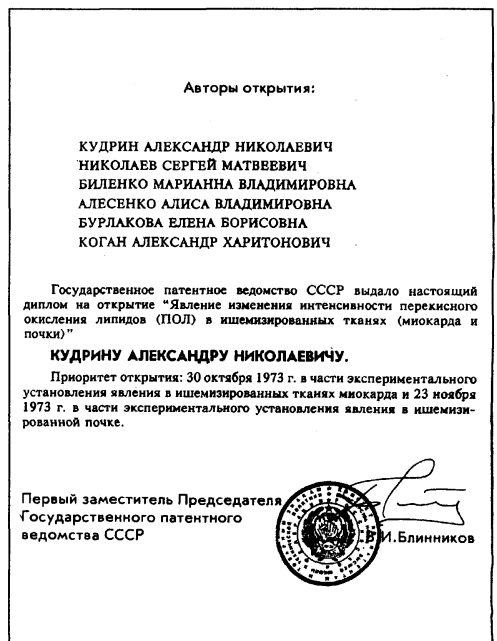 Авторы открытия:
КУДРИН АЛЕКСАНДР НИКОЛАЕВИЧ
НИКОЛАЕВ СЕРГЕЙ МАТВЕЕВИЧ
БИЛЕНКО МАРИАННА ВЛАДИМИРОВНА
АЛЕСЕНКО АЛИСА ВЛАДИМИРОВНА
БУРЛАКОВА ЕЛЕНА БОРИСОВНА
КОГАН АЛЕКСАНДР ХАРИТОНОВИЧ
Государственное патентное ведомство СССР выдало настоящий
диплом на открытие “Явление изменения интенсивности перекисного
окисления липидов (ПОЛ) в ишемизированных тканях (миокарда и
почки)”
КУДРИНУ АЛЕКСАНДРУ НИКОЛАЕВИЧУ.
Приоритет открытия: 30 октября 1973 г. в части экспериментального
установления явления в ишемизированных тканях миокарда и 23 ноября
1973 г. в части экспериментального установления явления в ишемизи-
рованной почке.
Первый заместитель Председателя
Государственного патентного
ведомства СССР
В.И.Блинников